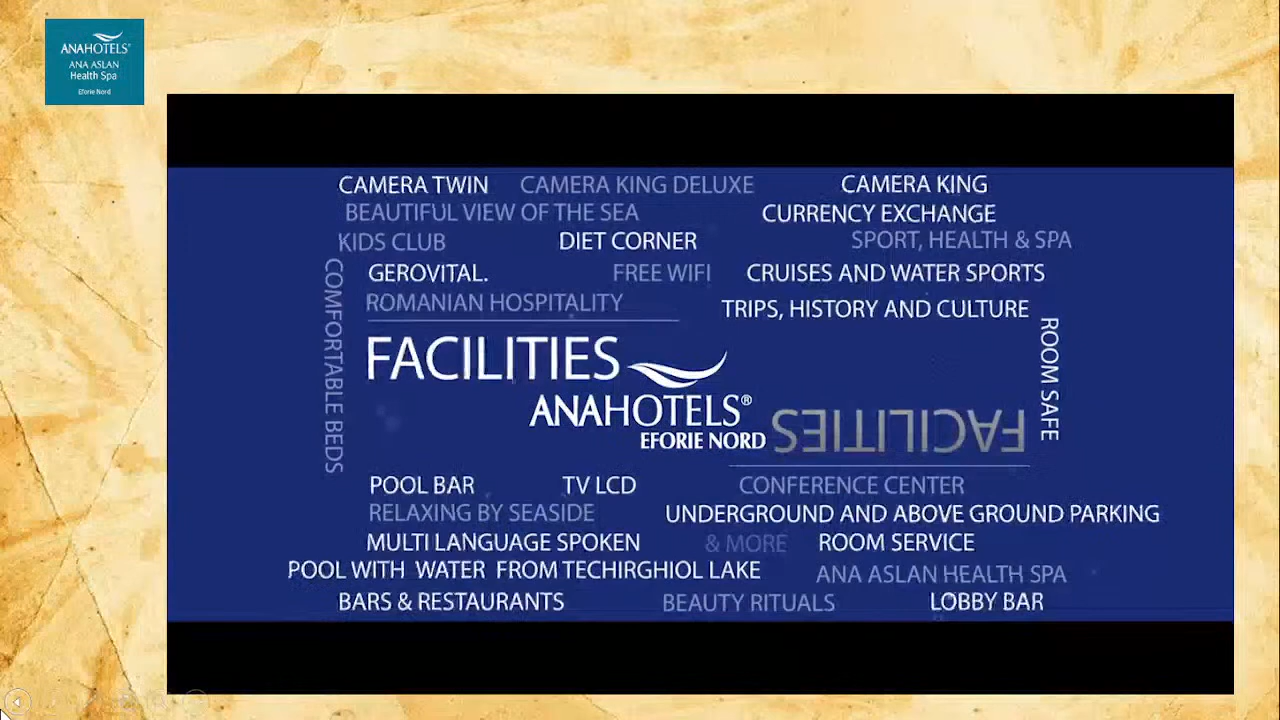 ANAHOTELS®
ANA ASLAN
Health Spa
Eforie Nord
CAMERA TWIN CAMERA KING DELUXE CAMERA KING
BEAUTIFUL VIEW OF THE SEA CURRENCY EXCHANGE
KIDS CLUB DIET CORNER SPORT, HEALTH & SPA
GEROVITAL. FREE WIFI CRUISES AND WATER SPORTS
ROMANIAN HOSPITALITY TRIPS, HISTORY AND CULTURE
COMFORTABLE BEDS
ROOM SAFE
FACILITIES
ANAHOTELS®
EFORIE NORD
FACILITIES
POOL BAR TV LCD CONFERENCE CENTER
RELAXING BY SEASIDE UNDERGROUND AND ABOVE GROUND PARKING
MULTI LANGUAGE SPOKEN & MORE ROOM SERVICE
POOL WITH WATER FROM TECHIRGHIOL LAKE ANA ASLAN HEALTH SPA
BARS & RESTAURANTS BEAUTY RITUALS LOBBY BAR